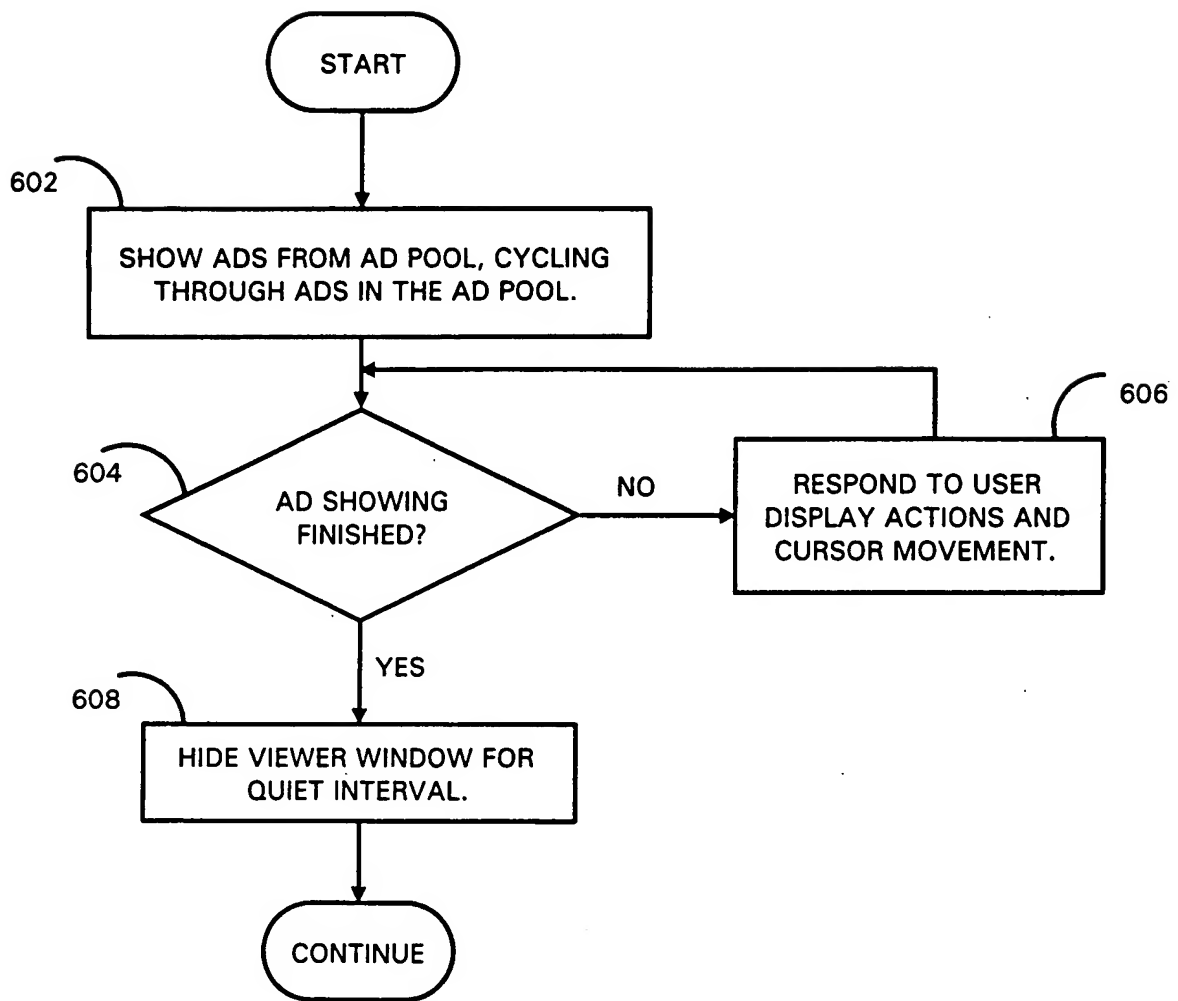 START
602
SHOW ADS FROM AD POOL, CYCLING
THROUGH ADS IN THE AD POOL.
606
604
AD SHOWING
FINISHED?
NO
RESPOND TO USER
DISPLAY ACTIONS AND
CURSOR MOVEMENT.
YES
608
HIDE VIEWER WINDOW FOR
QUIET INTERVAL.
CONTINUE